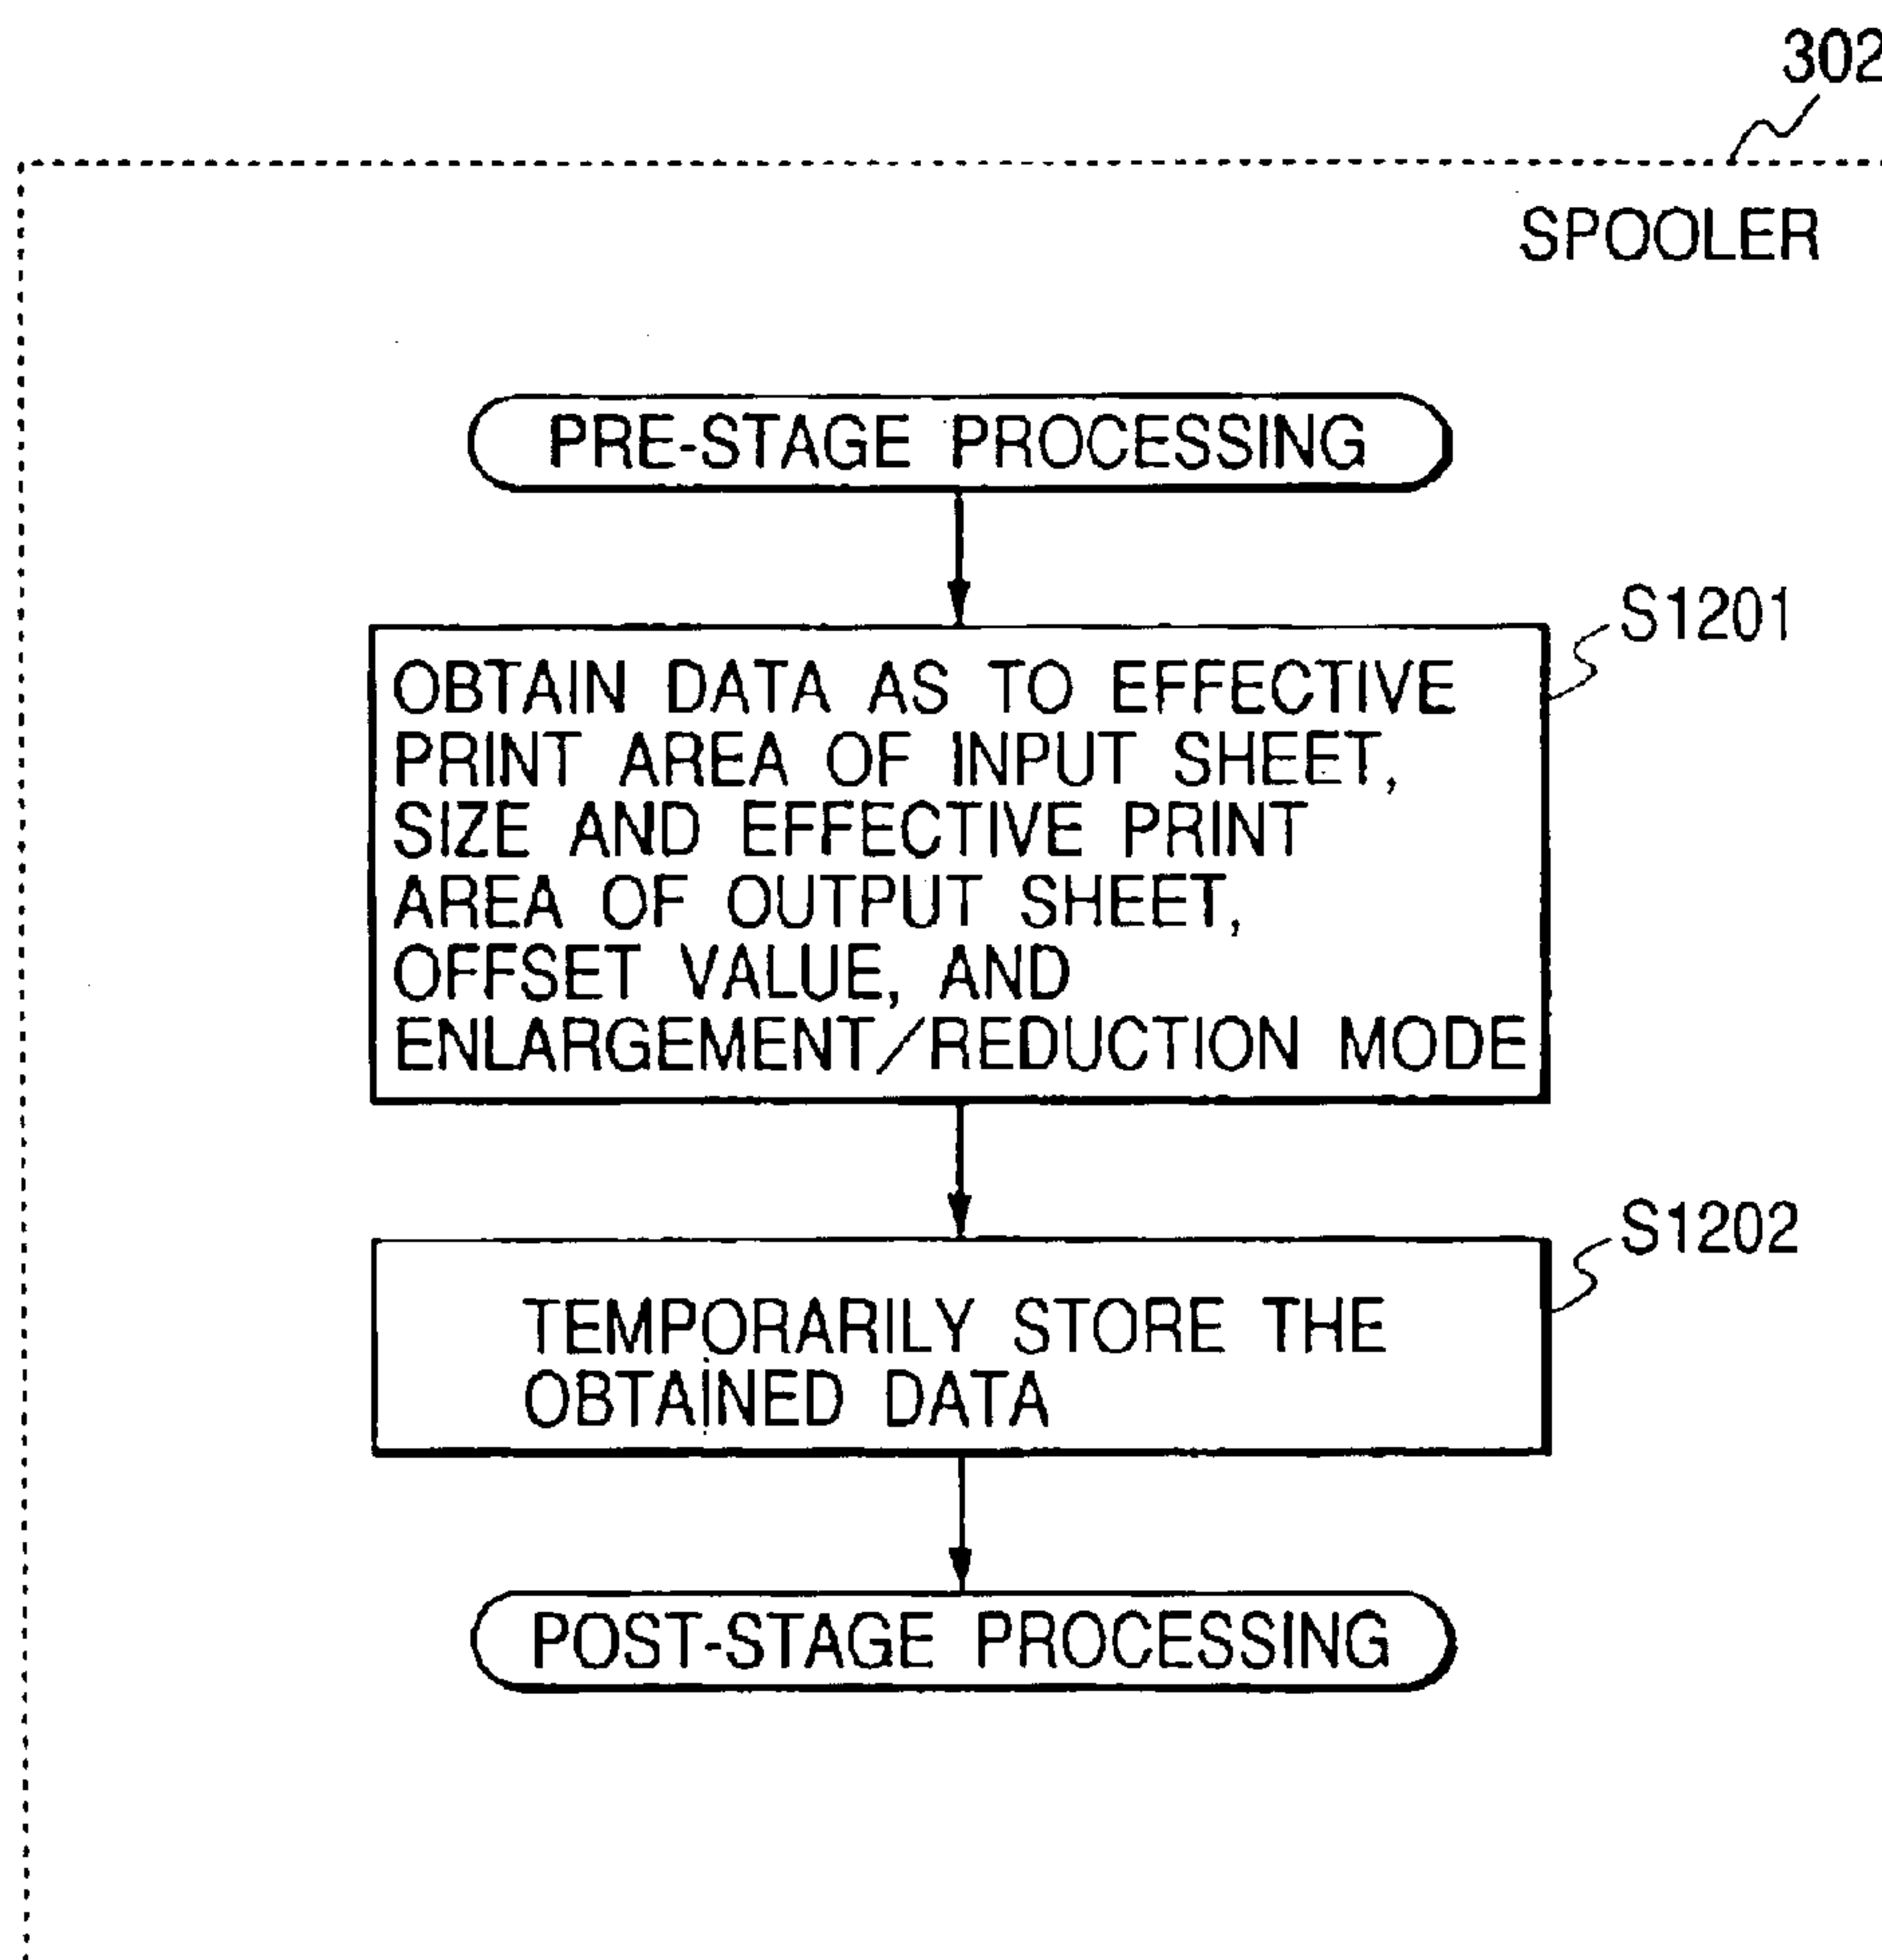 302
SPOOLER
PRE-STAGE PROCESSING
S1201
OBTAIN DATA AS TO EFFECTIVE
PRINT AREA OF INPUT SHEET,
SIZE AND EFFECTIVE PRINT
AREA OF OUTPUT SHEET,
OFFSET VALUE, AND
ENLARGEMENT/REDUCTION MODE
S1202
TEMPORARILY STORE THE
OBTAINED DATA
POST-STAGE PROCESSING